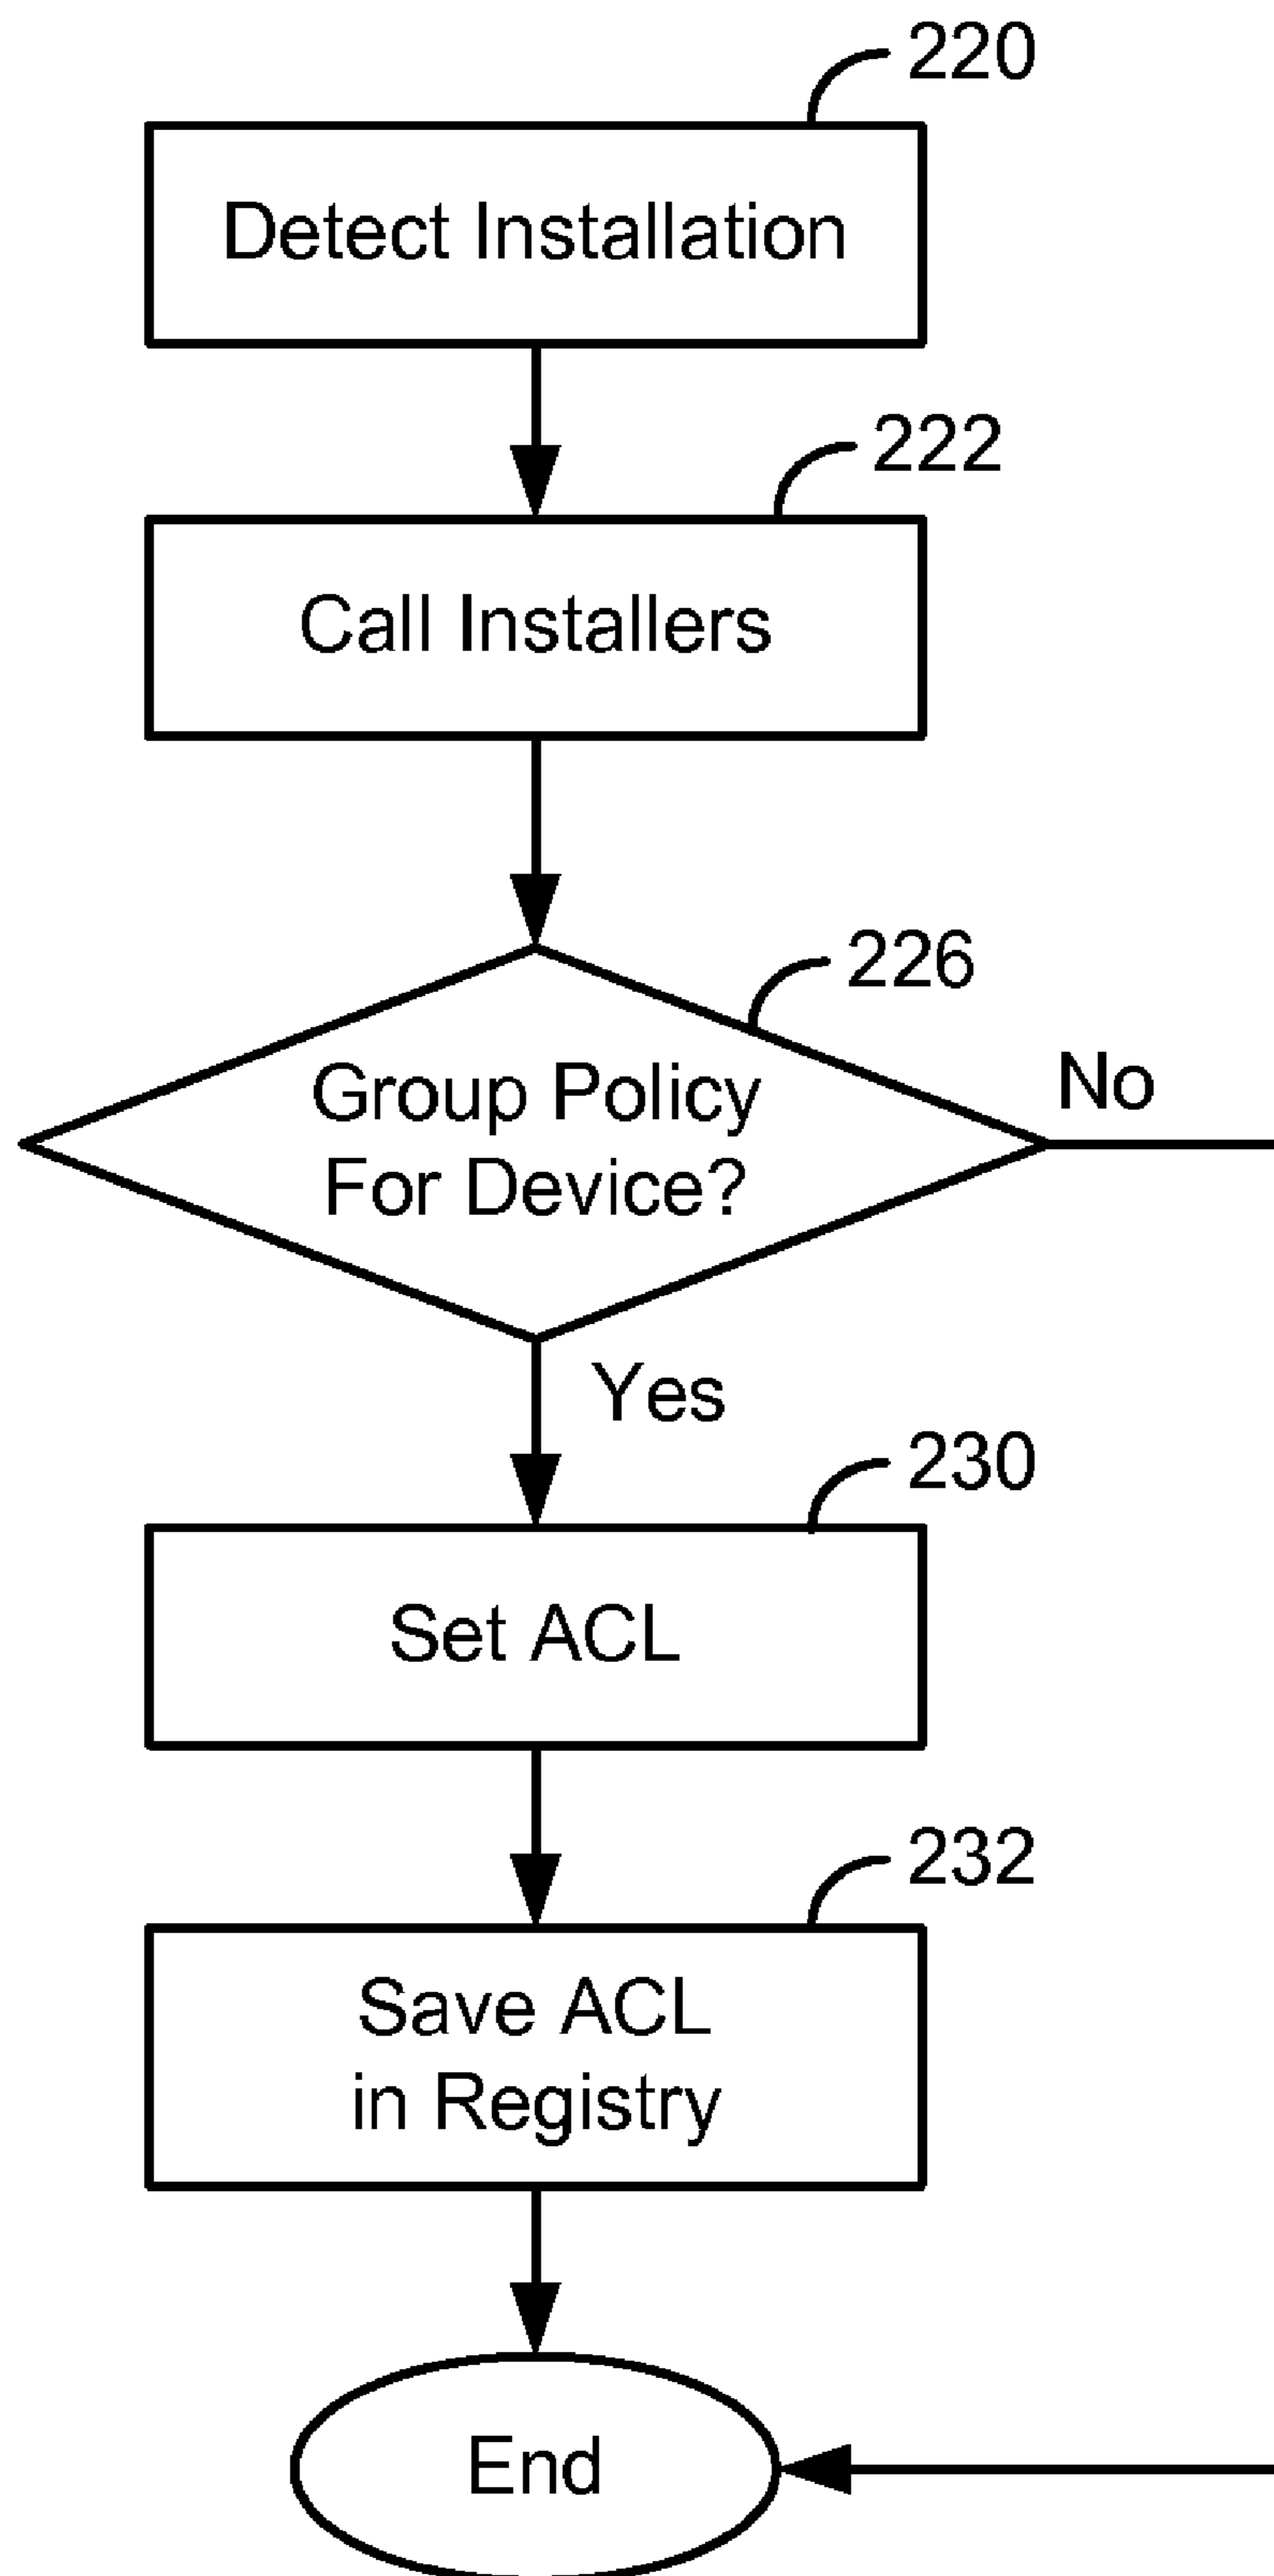 220
Detect Installation
222
Call Installers
226
Group Policy
For Device?
No
Yes
230
Set ACL
232
Save ACL
in Registry
End